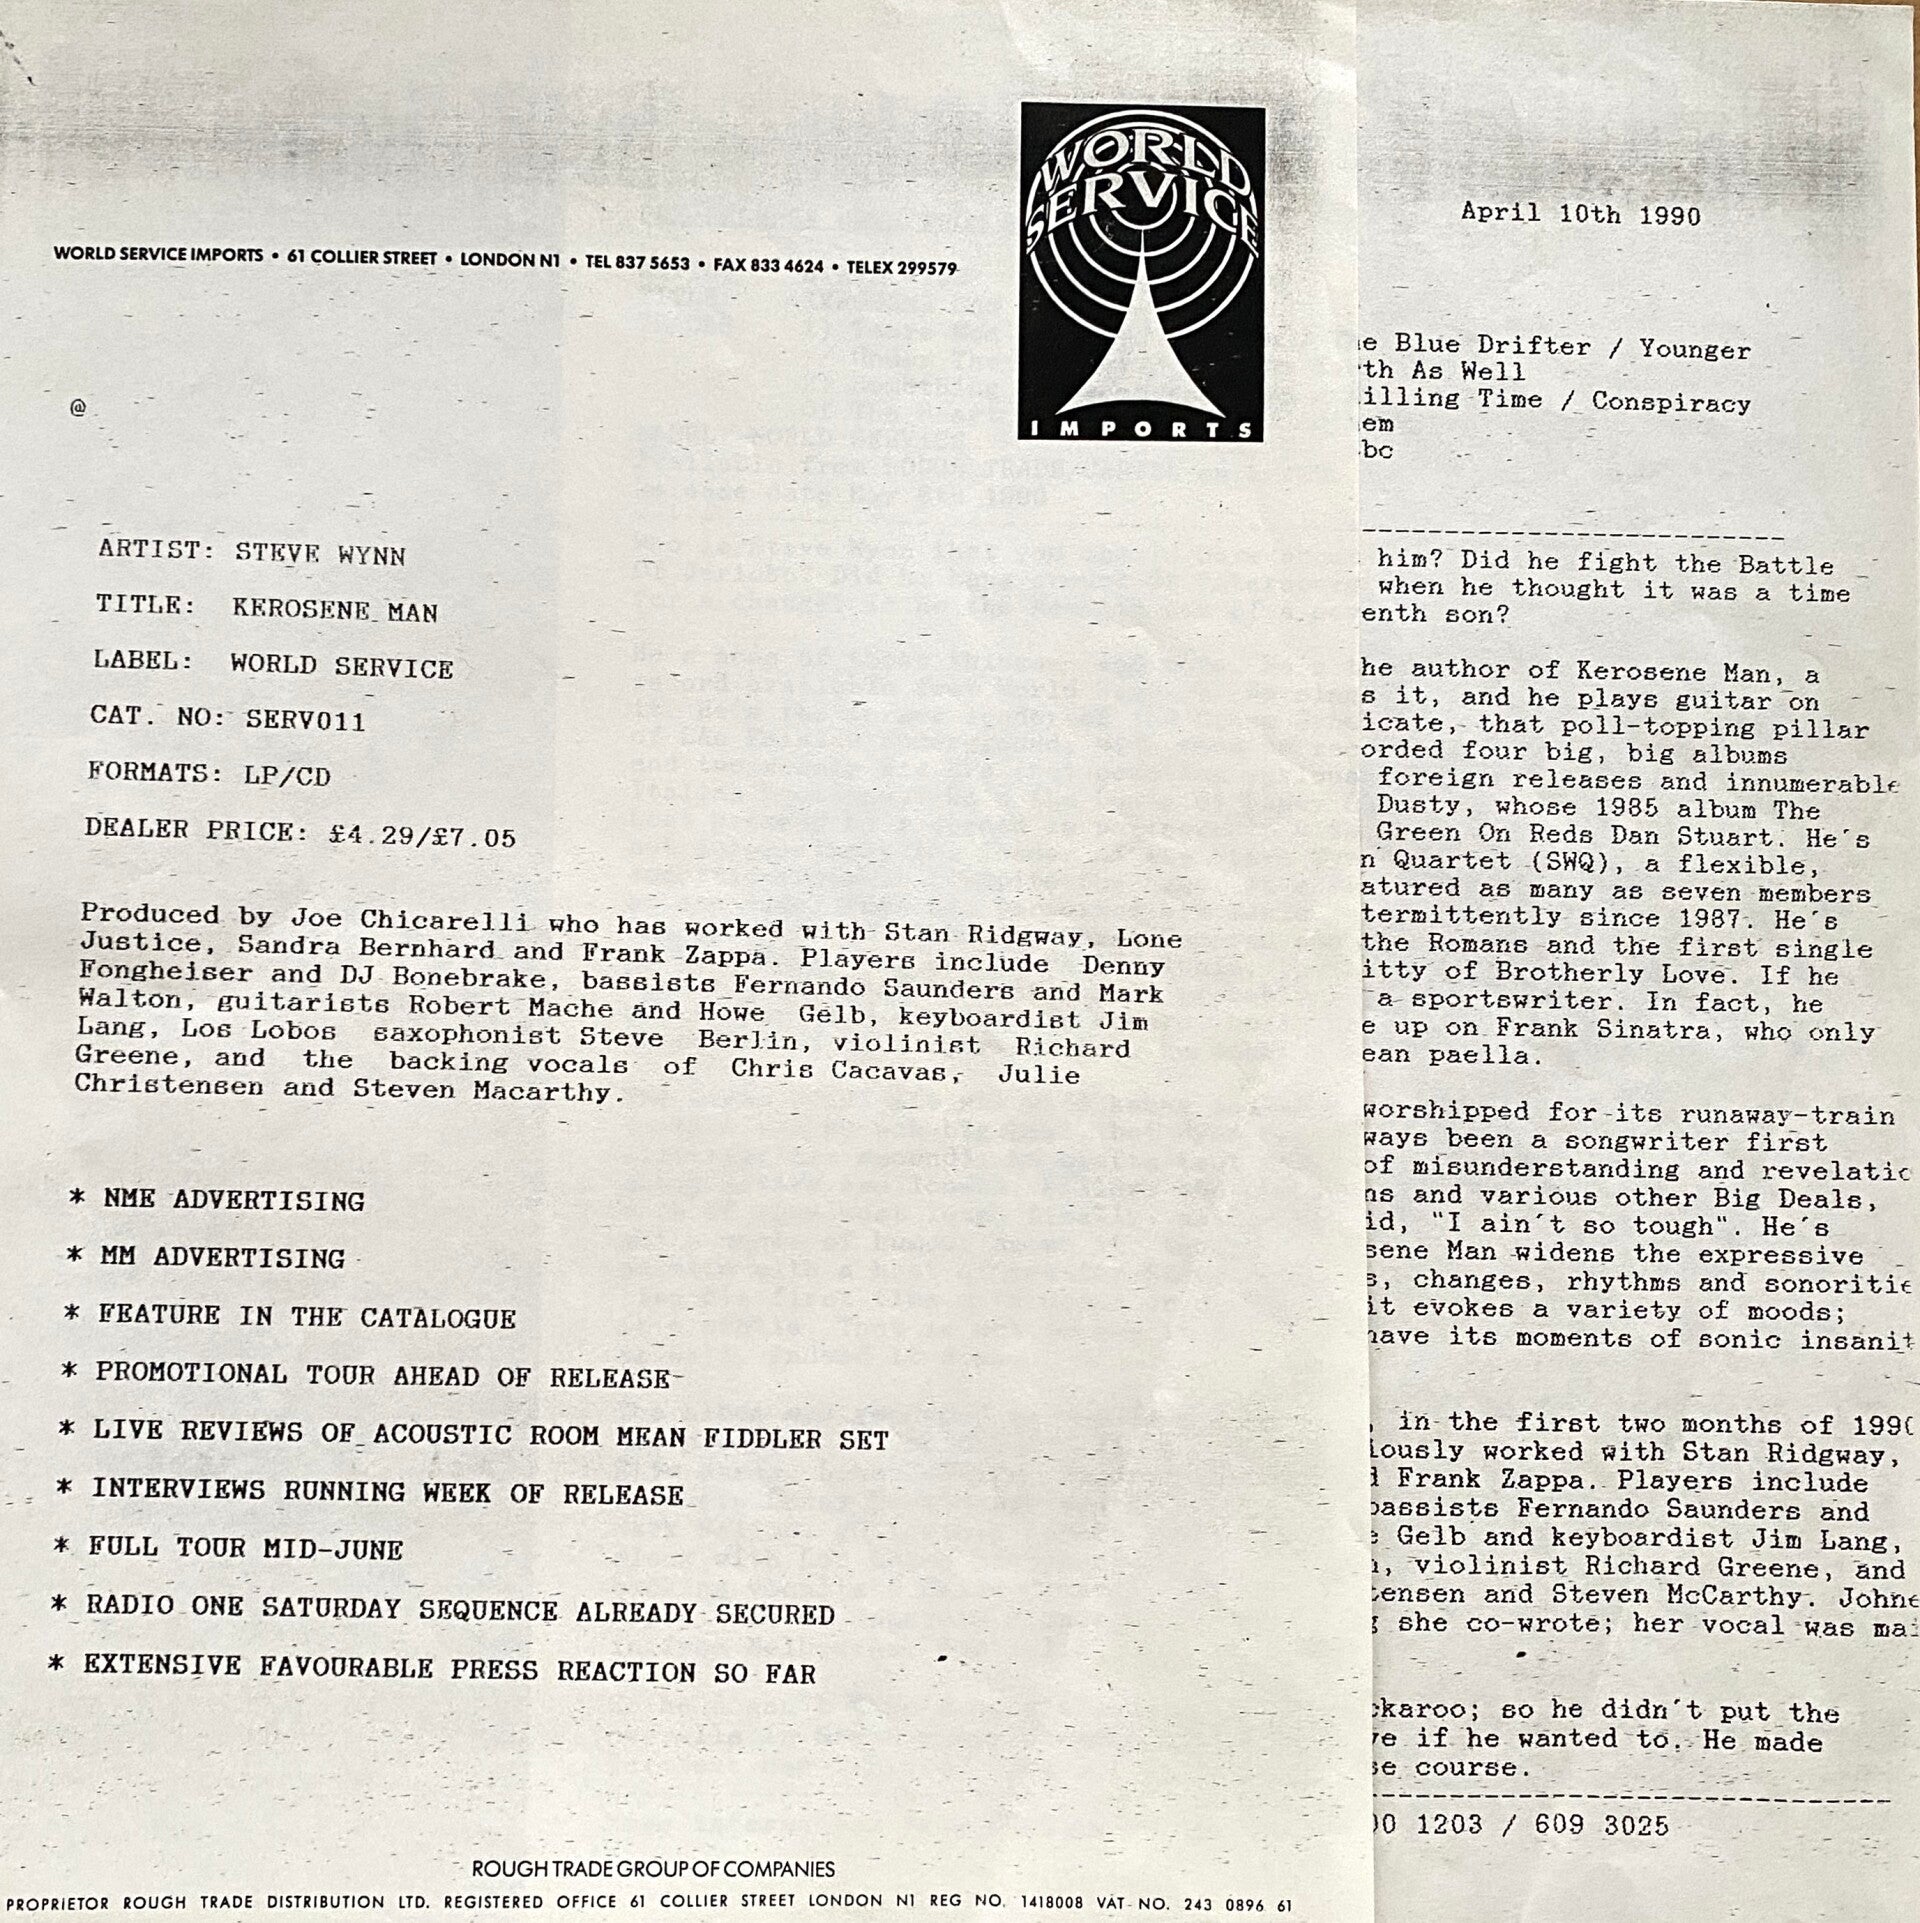 WORLD SERVICE
IMPORTS
WORLD SERVICE IMPORTS • 61 COLLIER STREET • LONDON N1 • TEL 837 5653 • FAX 833 4624 • TELEX 299579
@
ARTIST: STEVE WYNN
TITLE: KEROSENE MAN
LABEL: WORLD SERVICE
CAT. NO: SERV011
FORMATS: LP/CD
DEALER PRICE: £4.29/£7.05
Produced by Joe Chicarelli who has worked with Stan Ridgway, Lone
Justice, Sandra Bernhard and Frank Zappa. Players include Denny
Fongheiser and DJ Bonebrake, bassists Fernando Saunders and Mark
Walton, guitarists Robert Mache and Howe Gelb, keyboardist Jim
Lang, Los Lobos saxophonist Steve Berlin, violinist Richard
Greene, and the backing vocals of Chris Cacavas, Julie
Christensen and Steven Macarthy.
* NME ADVERTISING
* MM ADVERTISING
* FEATURE IN THE CATALOGUE
* PROMOTIONAL TOUR AHEAD OF RELEASE
* LIVE REVIEWS OF ACOUSTIC ROOM MEAN FIDDLER SET
* INTERVIEWS RUNNING WEEK OF RELEASE
* FULL TOUR MID-JUNE
* RADIO ONE SATURDAY SEQUENCE ALREADY SECURED
* EXTENSIVE FAVOURABLE PRESS REACTION SO FAR
ROUGH TRADE GROUP OF COMPANIES
PROPRIETOR ROUGH TRADE DISTRIBUTION LTD. REGISTERED OFFICE 61 COLLIER STREET LONDON N1 REG NO. 1418008 VAT NO. 243 0896 61
April 10th 1990
e Blue Drifter / Younger
th As Well
illing Time / Conspiracy
em
bc
him? Did he fight the Battle
when he thought it was a time
enth son?
he author of Kerosene Man, a
s it, and he plays guitar on
icate, that poll-topping pillar
orded four big, big albums
foreign releases and innumerable
Dusty, whose 1985 album The
Green On Reds Dan Stuart. He's
n Quartet (SWQ), a flexible,
atured as many as seven members
termittently since 1987. He's
the Romans and the first single
itty of Brotherly Love. If he
a sportswriter. In fact, he
e up on Frank Sinatra, who only
ean paella.
worshipped for its runaway-train
ways been a songwriter first
of misunderstanding and revelatio
ns and various other Big Deals,
id, "I ain't so tough". He's
sene Man widens the expressive
s, changes, rhythms and sonoritie
it evokes a variety of moods;
have its moments of sonic insanit
, in the first two months of 1990
iously worked with Stan Ridgway,
d Frank Zappa. Players include
bassists Fernando Saunders and
e Gelb and keyboardist Jim Lang,
n, violinist Richard Greene, and
tensen and Steven McCarthy. Johne
g she co-wrote; her vocal was mai
ckaroo; so he didn't put the
ve if he wanted to. He made
se course.
00 1203 / 609 3025